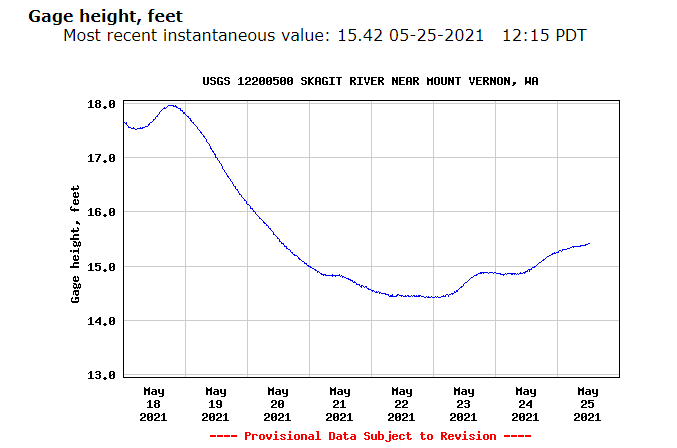 Gage height, feet
Most recent instantaneous value: 15.42 05-25-2021 12:15 PDT
USGS 12200500 SKAGIT RIVER NEAR MOUNT VERNON, WA
Gage height, feet
18.0
17.0
16.0
15.0
14.0
13.0
May May May May May May May May
18 19 20 21 22 23 24 25
2021 2021 2021 2021 2021 2021 2021 2021
---- Provisional Data Subject to Revision ----